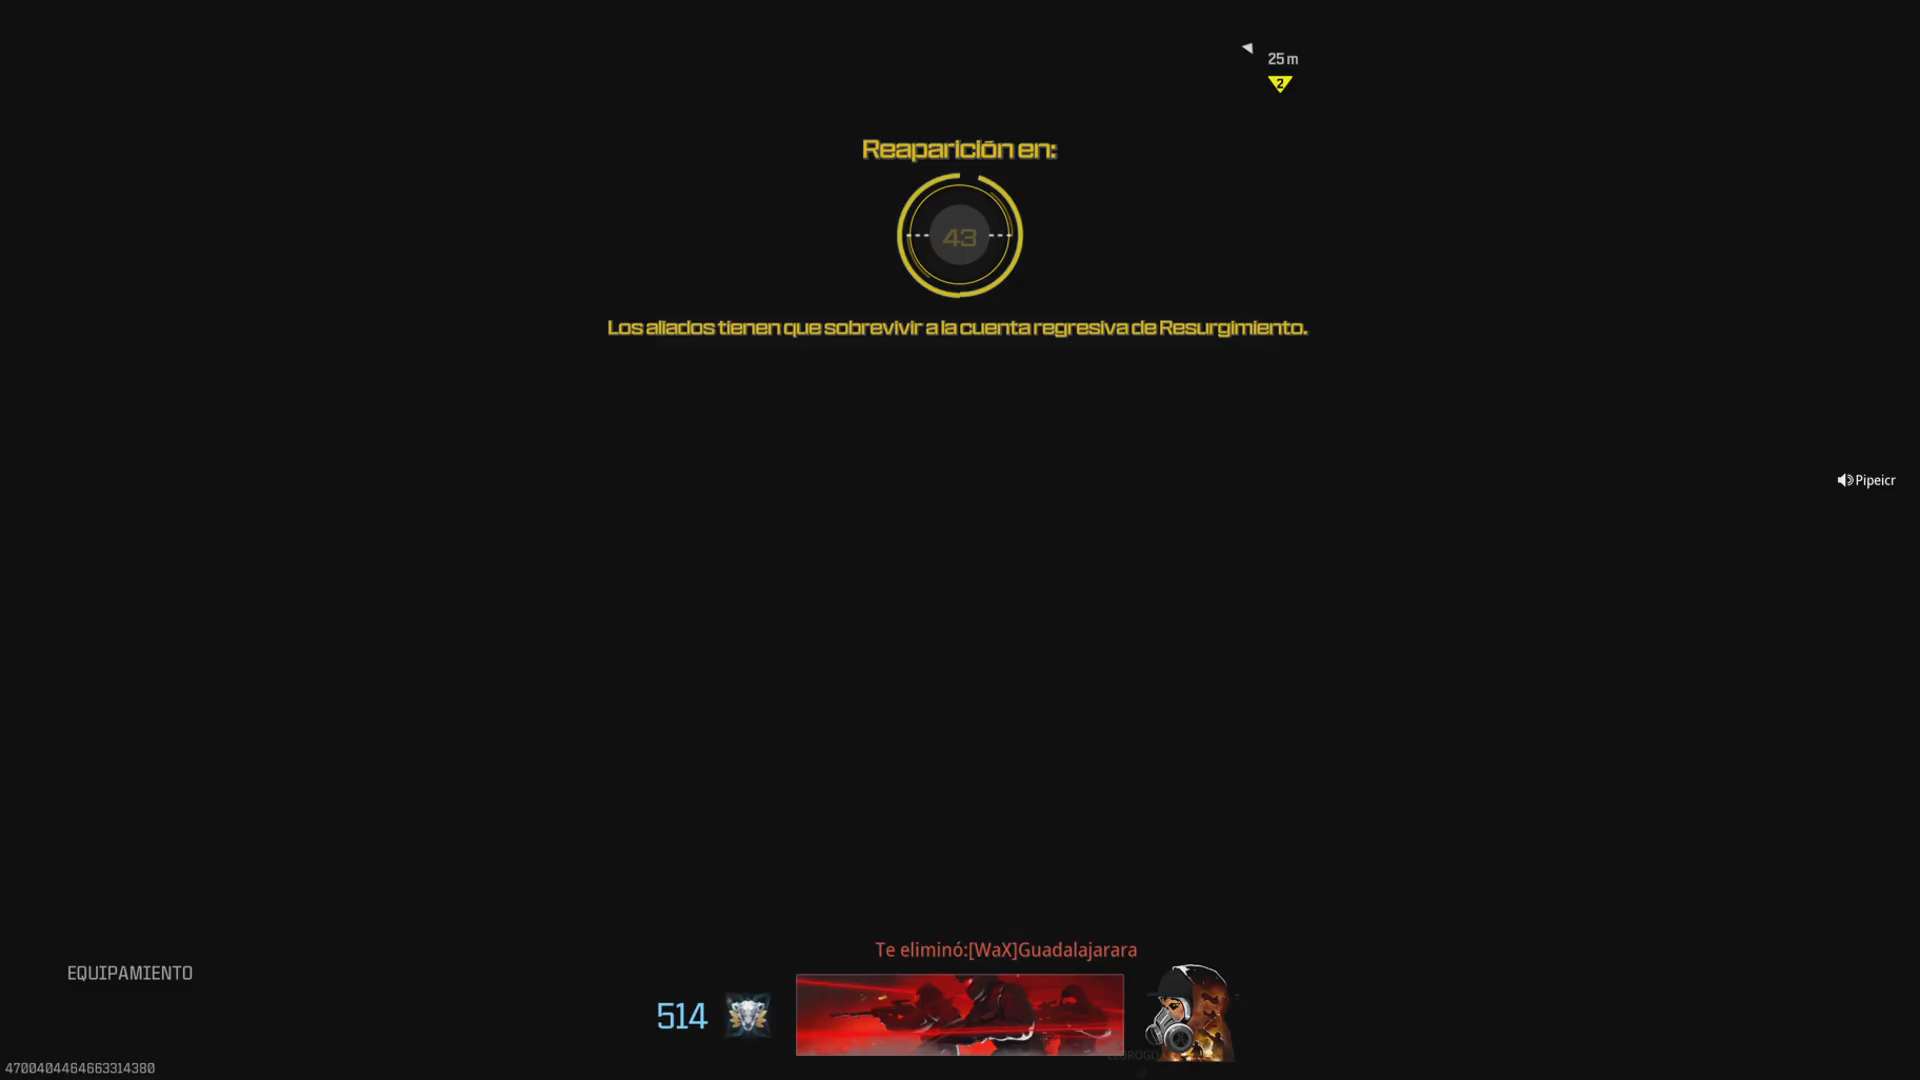 25 m
2
Reaparición en:
43
Los aliados tienen que sobrevivir a la cuenta regresiva de Resurgimiento.
Pipeicr
Te eliminó:[WaX]Guadalajarara
EQUIPAMIENTO
514
4700404464663314380